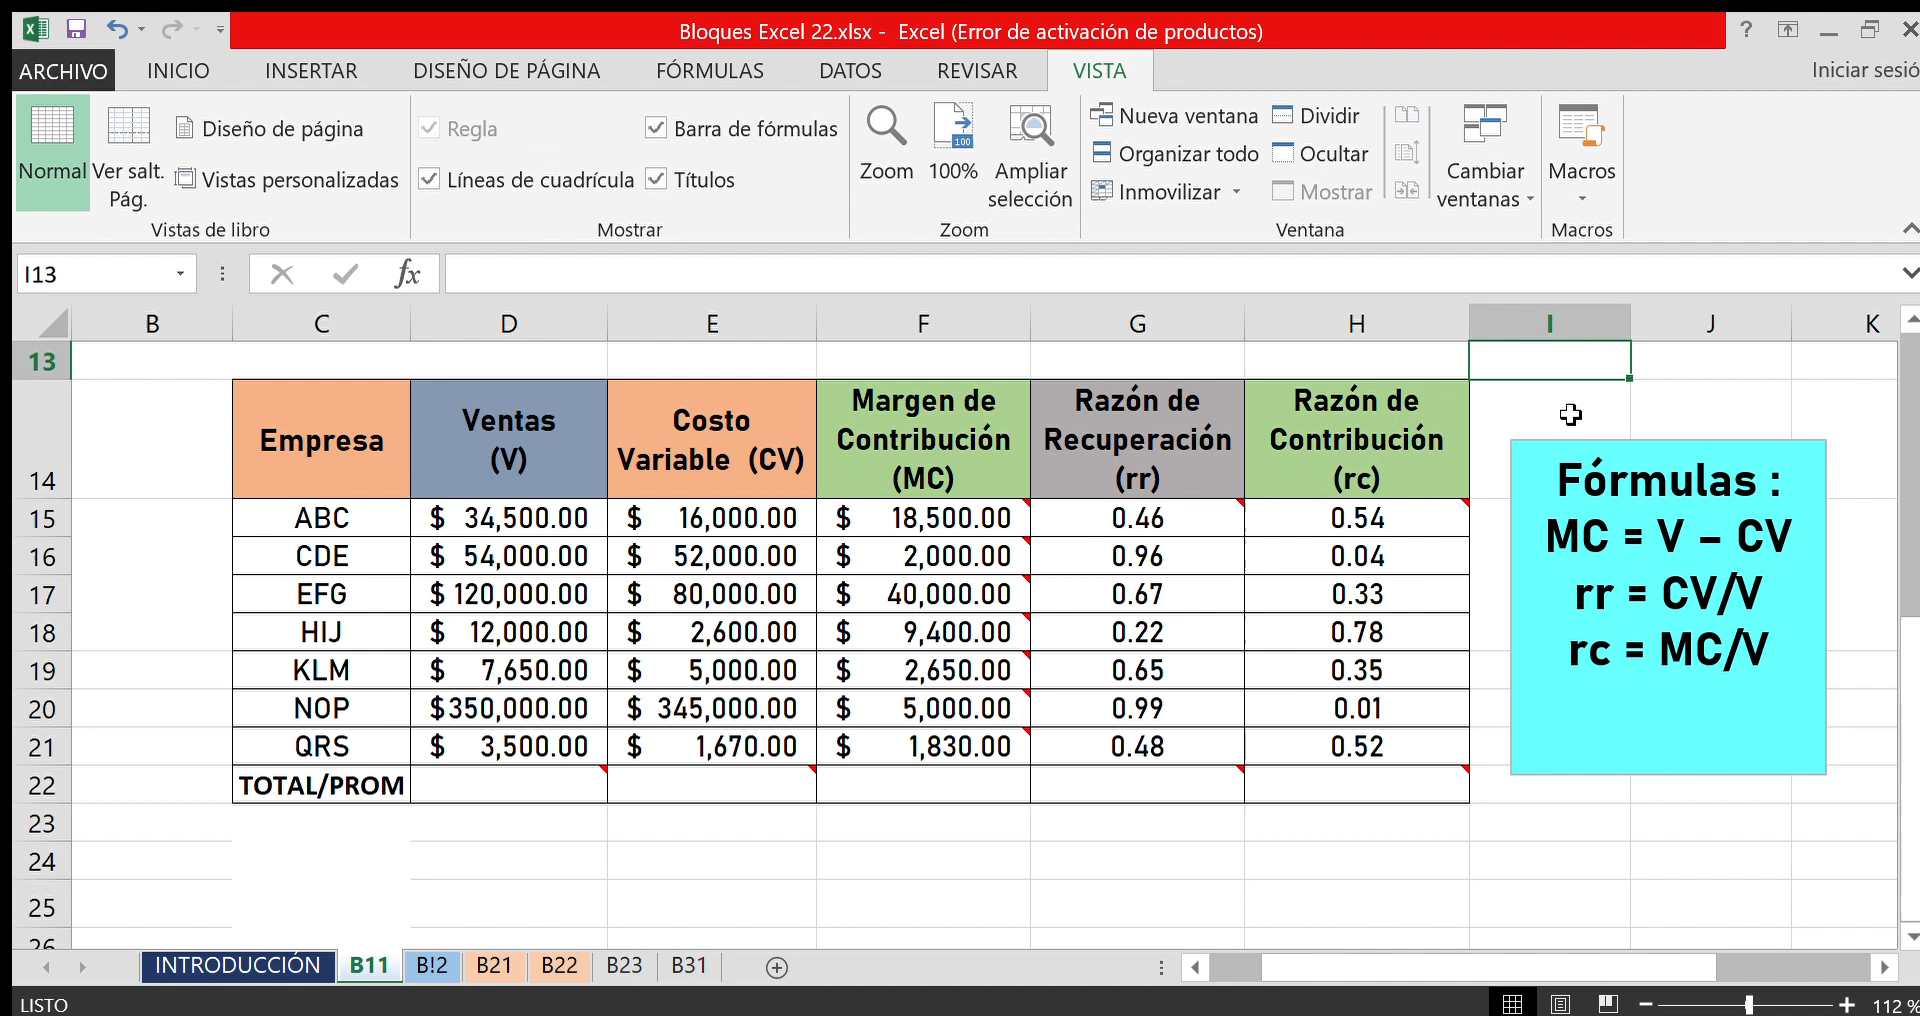 Bloques Excel 22.xlsx -  Excel (Error de activación de productos)
?
ARCHIVO INICIO INSERTAR DISEÑO DE PÁGINA FÓRMULAS DATOS REVISAR VISTA Iniciar sesió
Normal
Ver salt.
Pág.
Diseño de página
Vistas personalizadas
Vistas de libro
Regla
Barra de fórmulas
Líneas de cuadrícula
Títulos
Mostrar
Zoom
100
100%
Ampliar
selección
Zoom
Nueva ventana
Organizar todo
Inmovilizar
Dividir
Ocultar
Mostrar
Cambiar
ventanas
Ventana
Macros
Macros
I13
fx
B C D E F G H I J K
13
14
Empresa
Ventas
(V)
Costo
Variable (CV)
Margen de
Contribución
(MC)
Razón de
Recuperación
(rr)
Razón de
Contribución
(rc)
15 ABC $ 34,500.00 $ 16,000.00 $ 18,500.00 0.46 0.54
16 CDE $ 54,000.00 $ 52,000.00 $ 2,000.00 0.96 0.04
17 EFG $ 120,000.00 $ 80,000.00 $ 40,000.00 0.67 0.33
18 HIJ $ 12,000.00 $ 2,600.00 $ 9,400.00 0.22 0.78
19 KLM $ 7,650.00 $ 5,000.00 $ 2,650.00 0.65 0.35
20 NOP $350,000.00 $ 345,000.00 $ 5,000.00 0.99 0.01
21 QRS $ 3,500.00 $ 1,670.00 $ 1,830.00 0.48 0.52
22 TOTAL/PROM
23
24
25
26
Fórmulas :
MC = V – CV
rr = CV/V
rc = MC/V
INTRODUCCIÓN B11 B!2 B21 B22 B23 B31
LISTO
112 %